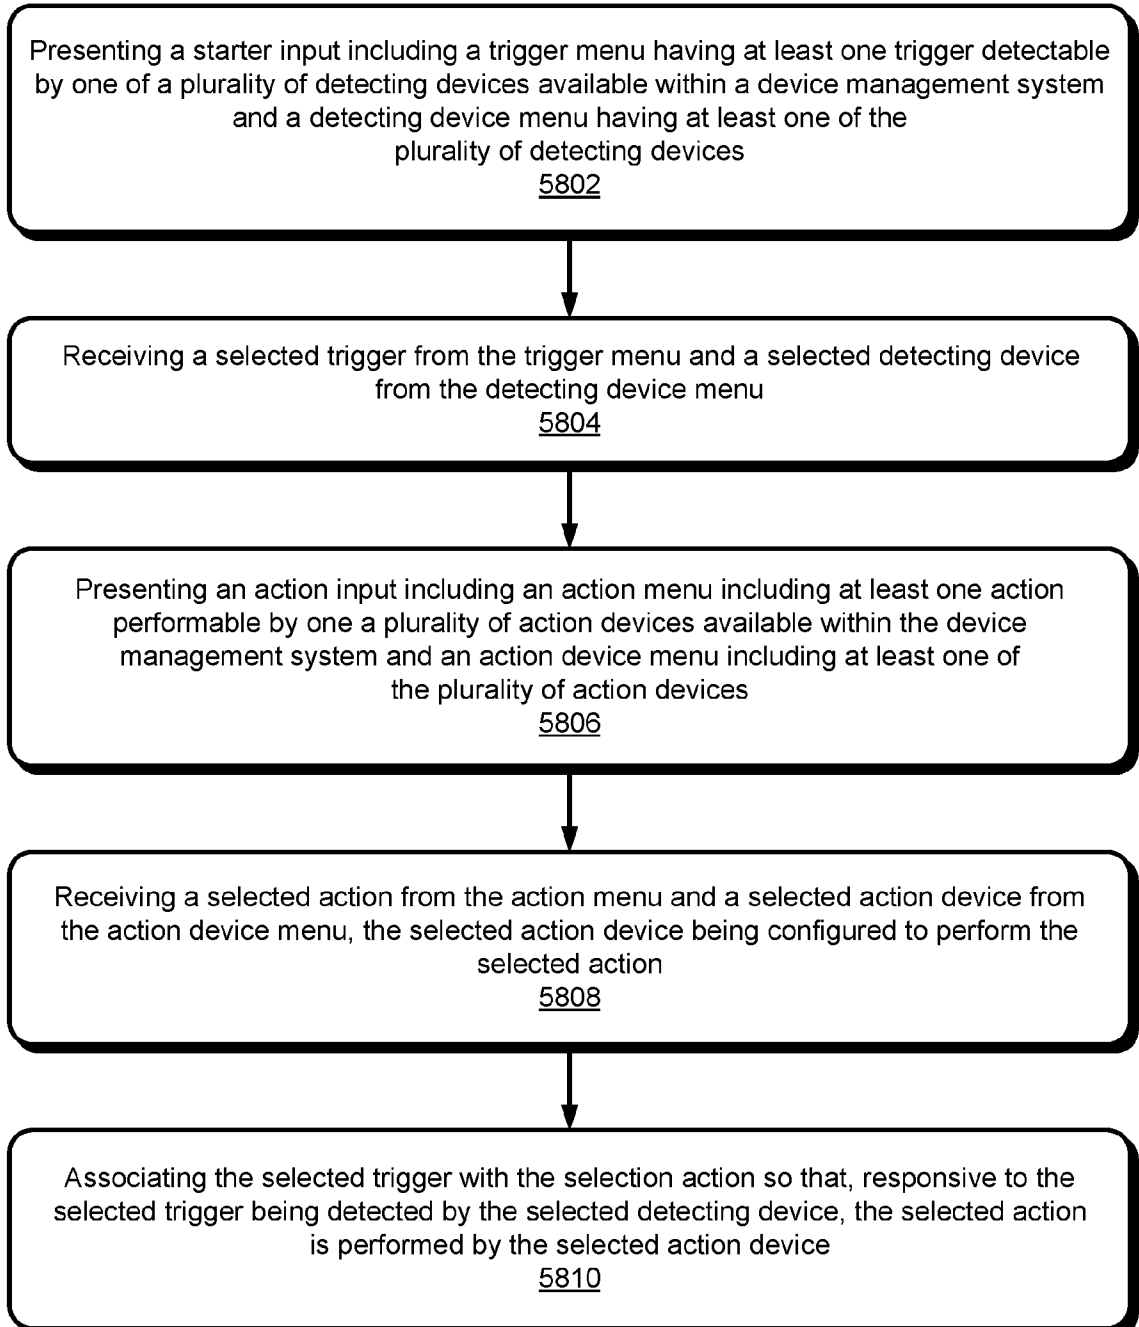 Presenting a starter input including a trigger menu having at least one trigger detectable
by one of a plurality of detecting devices available within a device management system
and a detecting device menu having at least one of the
plurality of detecting devices
5802
Receiving a selected trigger from the trigger menu and a selected detecting device
from the detecting device menu
5804
Presenting an action input including an action menu including at least one action
performable by one a plurality of action devices available within the device
management system and an action device menu including at least one of
the plurality of action devices
5806
Receiving a selected action from the action menu and a selected action device from
the action device menu, the selected action device being configured to perform the
selected action
5808
Associating the selected trigger with the selection action so that, responsive to the
selected trigger being detected by the selected detecting device, the selected action
is performed by the selected action device
5810